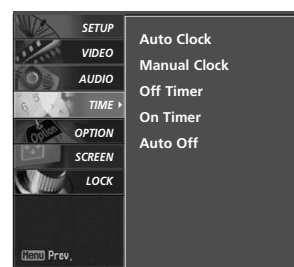 SETUP
VIDEO
AUDIO
TIME
OPTION
SCREEN
LOCK
Menu Prev.
Auto Clock
Manual Clock
Off Timer
On Timer
Auto Off